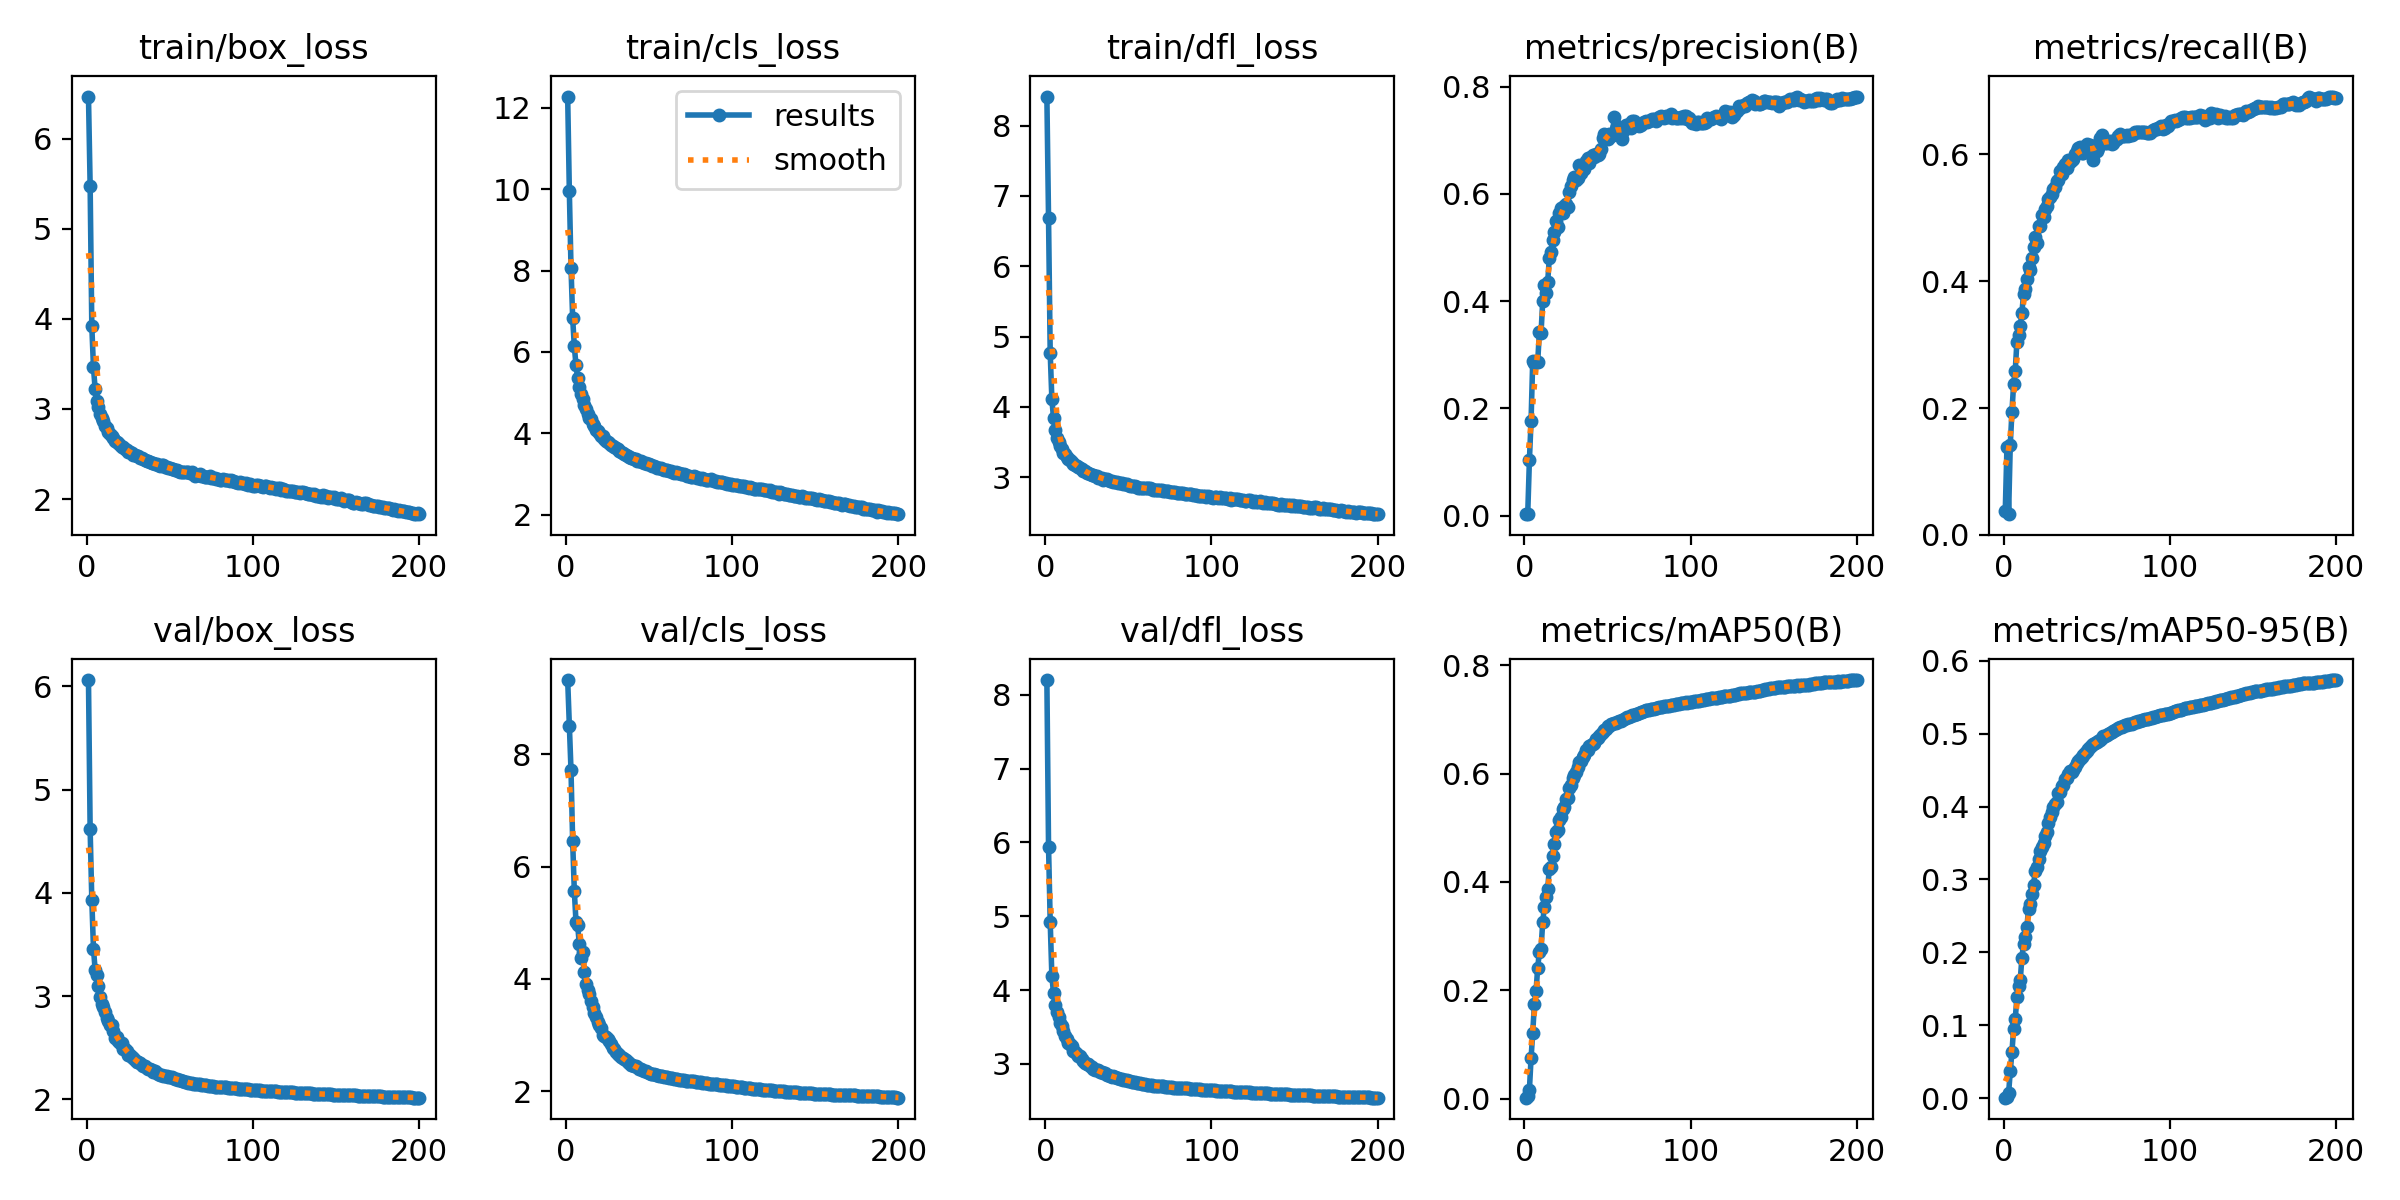 train/box_loss
train/cls_loss
train/dfl_loss
metrics/precision(B)
metrics/recall(B)
6
5
4
3
2
0 100 200
12
10
8
6
4
2
0 100 200
results
smooth
8
7
6
5
4
3
0 100 200
0.8
0.6
0.4
0.2
0.0
0 100 200
0.6
0.4
0.2
0.0
0 100 200
val/box_loss
val/cls_loss
val/dfl_loss
metrics/mAP50(B)
metrics/mAP50-95(B)
6
5
4
3
2
0 100 200
8
6
4
2
0 100 200
8
7
6
5
4
3
0 100 200
0.8
0.6
0.4
0.2
0.0
0 100 200
0.6
0.5
0.4
0.3
0.2
0.1
0.0
0 100 200